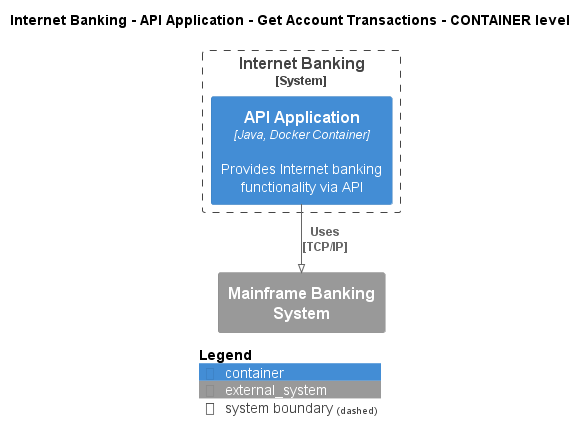 Internet Banking - API Application - Get Account Transactions - CONTAINER level
Internet Banking
[System]
API Application
[Java, Docker Container]
Provides Internet banking
functionality via API
Uses
[TCP/IP]
Mainframe Banking
System
Legend
container
external_system
system boundary (dashed)